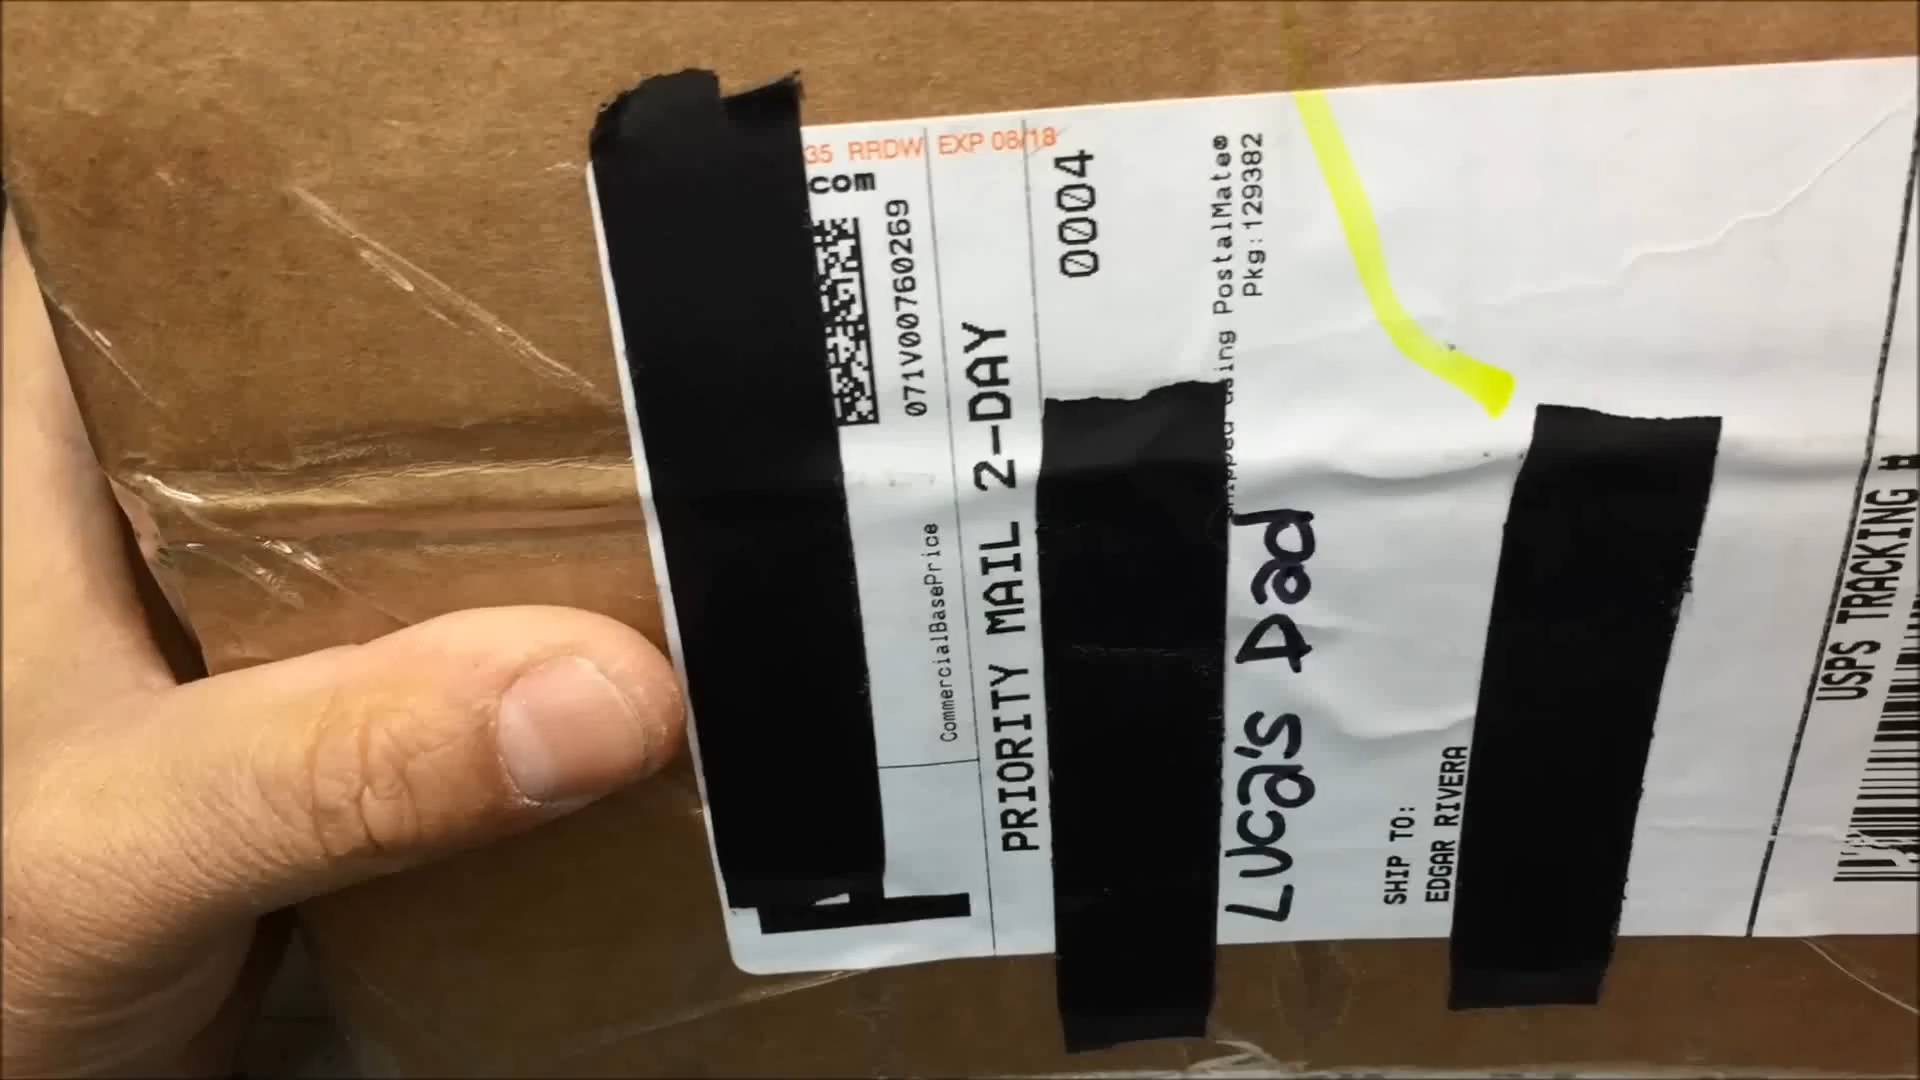 35 RRDW EXP 08/18
com
071V00760269
CommercialBasePrice
PRIORITY MAIL 2-DAY
0004
Shipped using PostalMate®
Pkg:129382
Lucas's Dad
SHIP TO:
EDGAR RIVERA
USPS TRACKING #